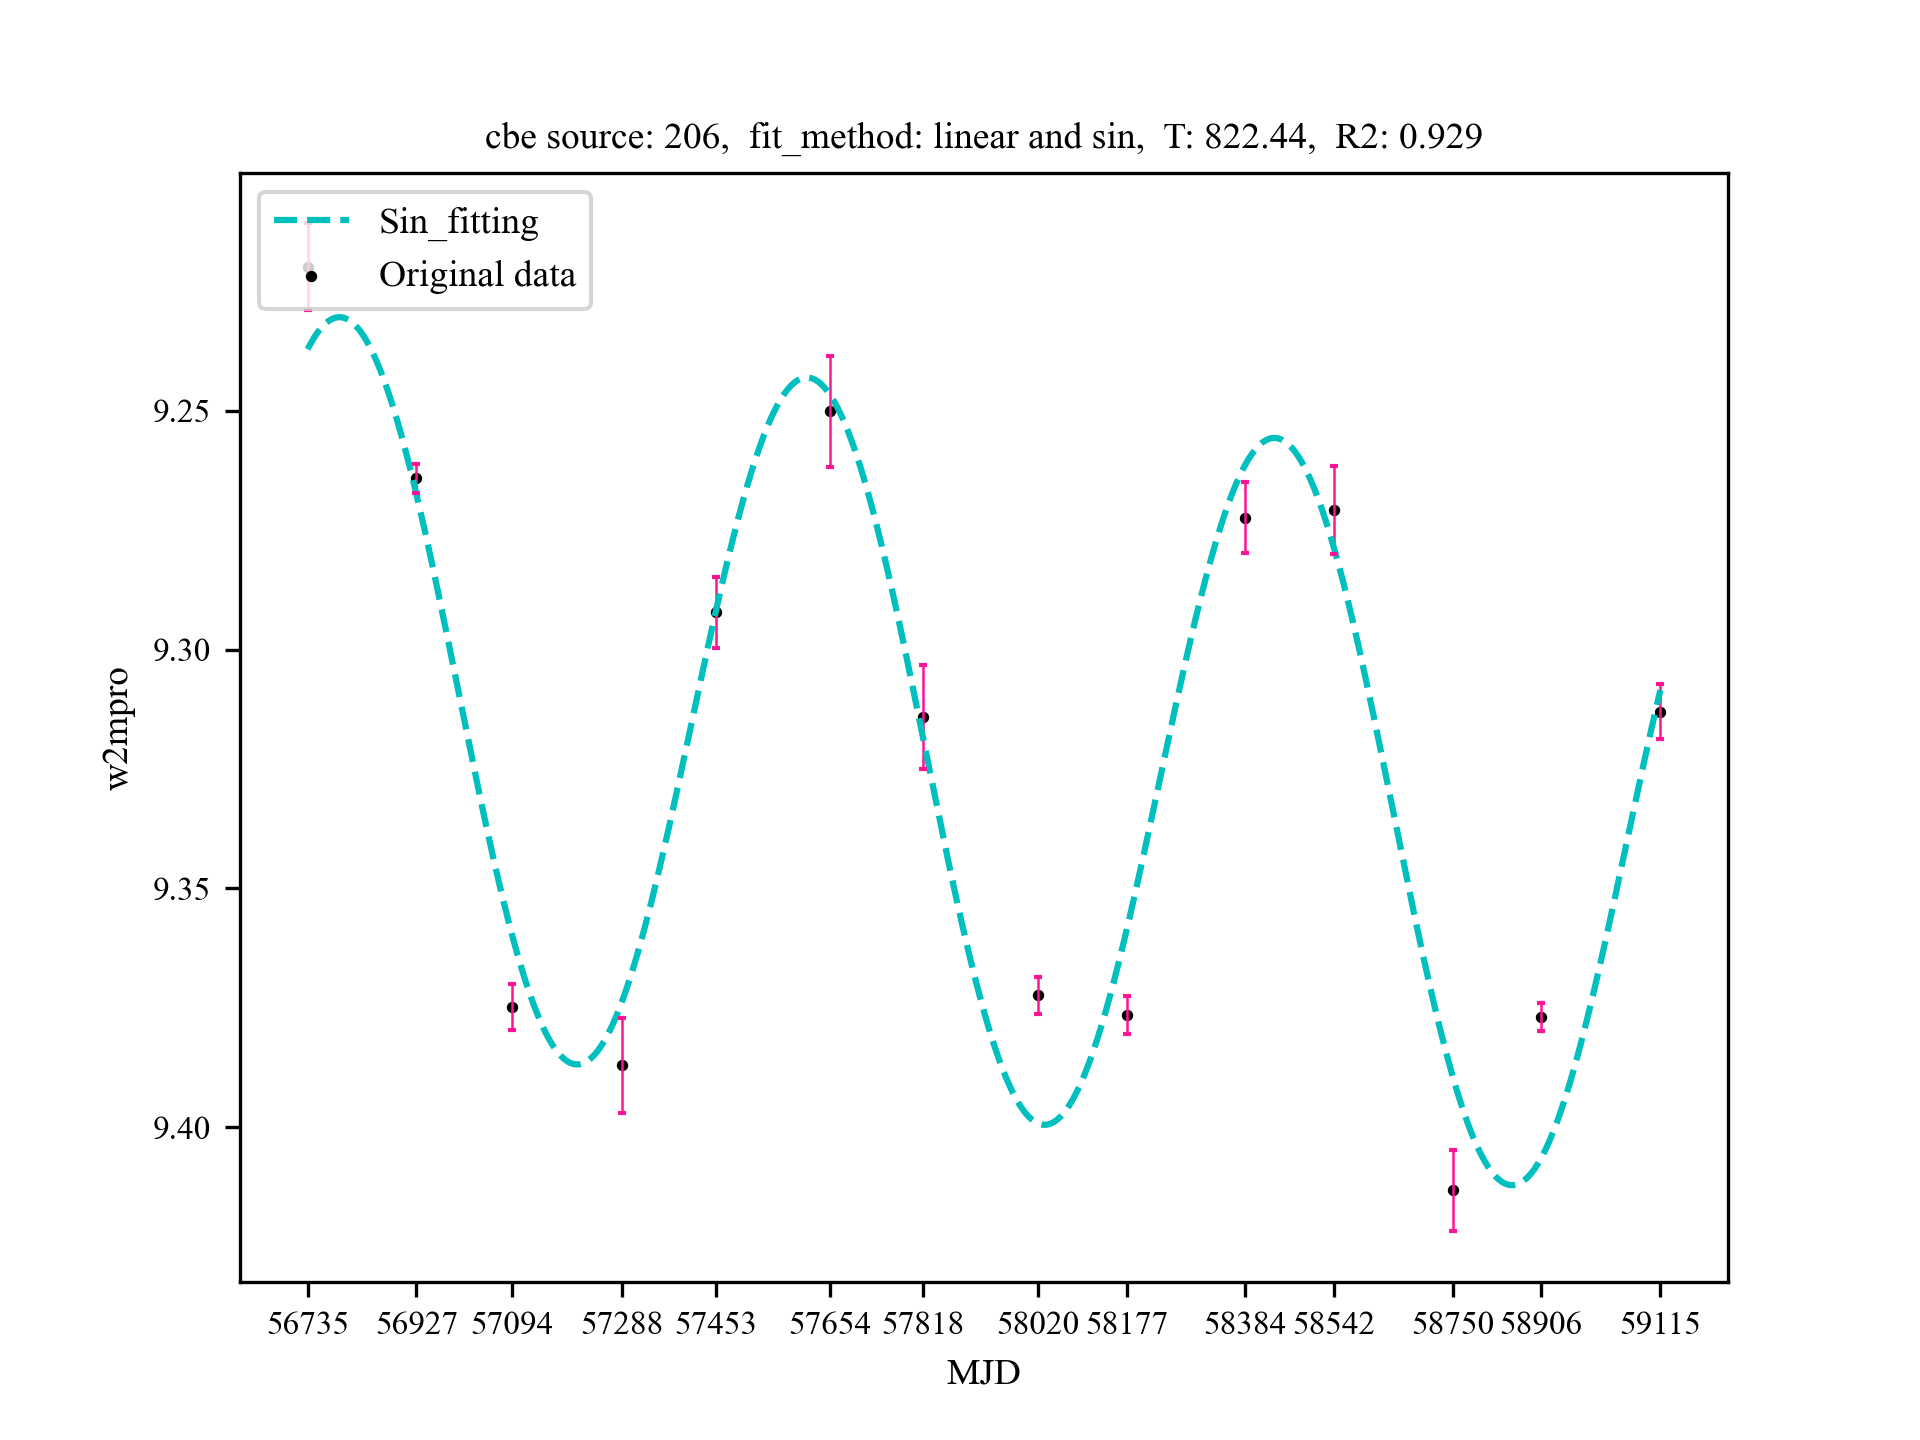 cbe source: 206,  fit_method: linear and sin,  T: 822.44,  R2: 0.929
Sin_fitting
Original data
w2mpro
9.25
9.30
9.35
9.40
56735 56927 57094 57288 57453 57654 57818 58020 58177 58384 58542 58750 58906 59115
MJD